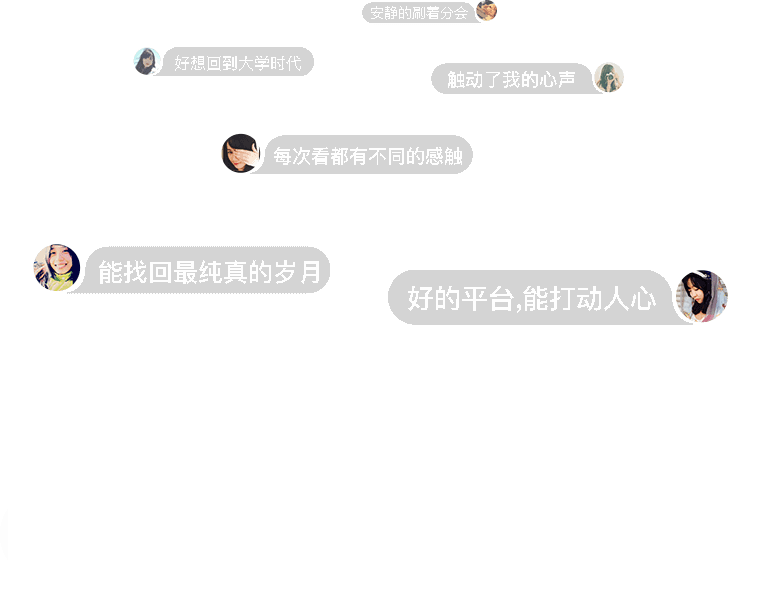 安静的刷着分会
好想回到大学时代
触动了我的心声
每次看都有不同的感触
能找回最纯真的岁月
好的平台,能打动人心